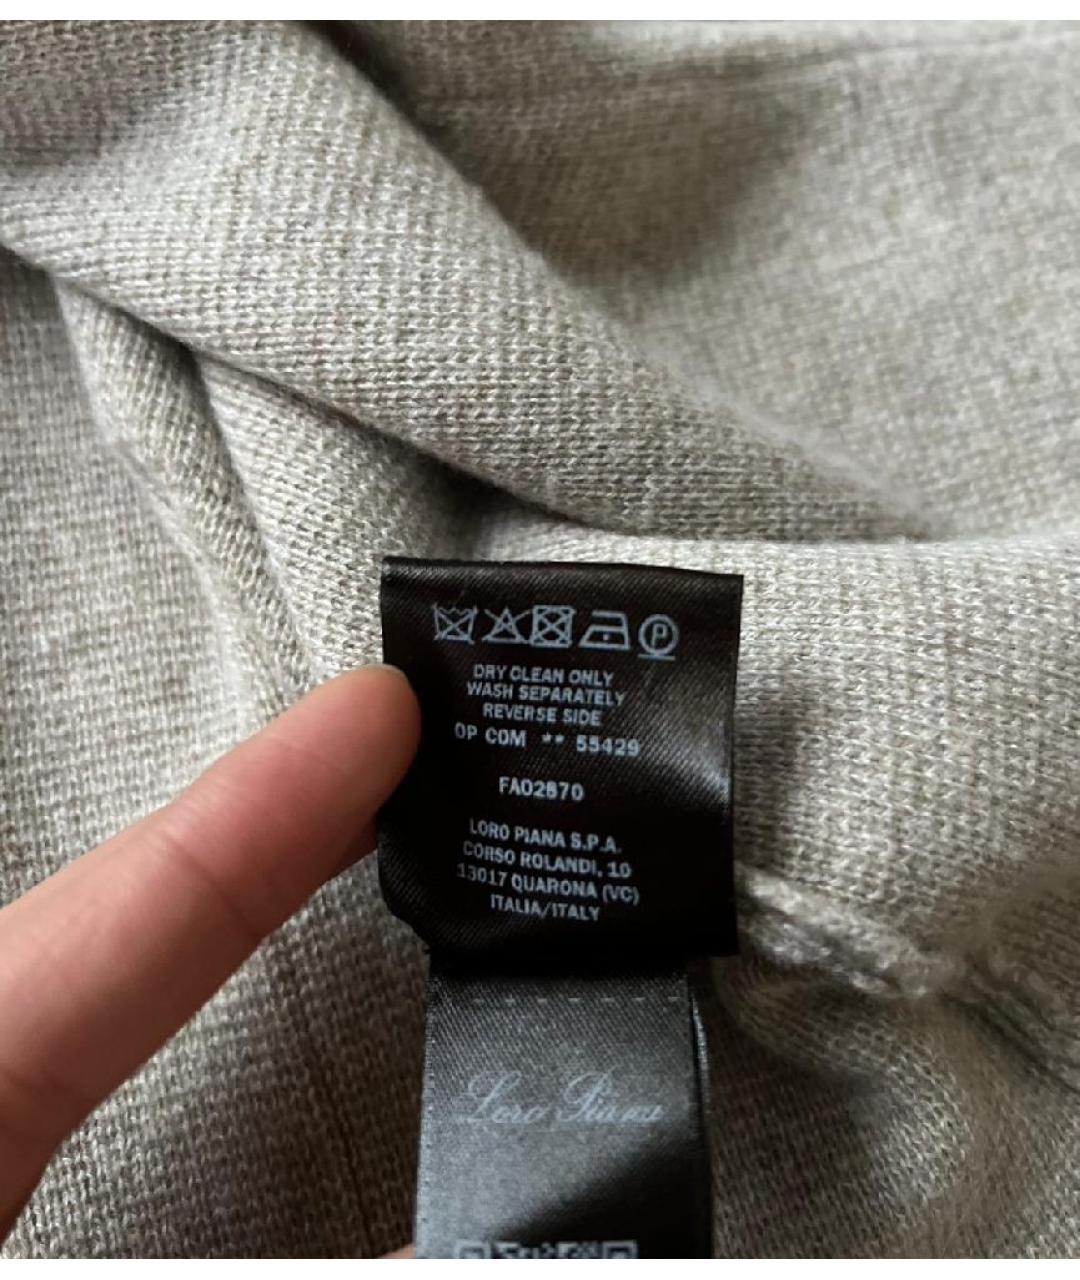 P
DRY CLEAN ONLY
WASH SEPARATELY
REVERSE SIDE
OP COM ** 55429
FAO2870
LORO PIANA S.P.A.
CORSO ROLANDI, 10
13017 QUARONA (VC)
ITALIA/ITALY
Loro Piana